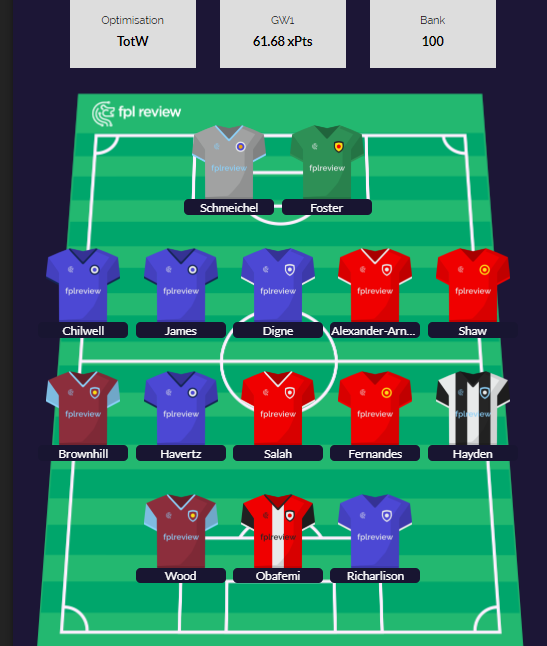 Optimisation GW1 Bank
TotW 61.68 xPts 100
fpl review
fplreview fplreview
Schmeichel Foster
fplreview fplreview fplreview fplreview fplreview
Chilwell James Digne Alexander-Arn... Shaw
fplreview fplreview fplreview fplreview fplreview
Brownhill Havertz Salah Fernandes Hayden
fplreview fplreview fplreview
Wood Obafemi Richarlison